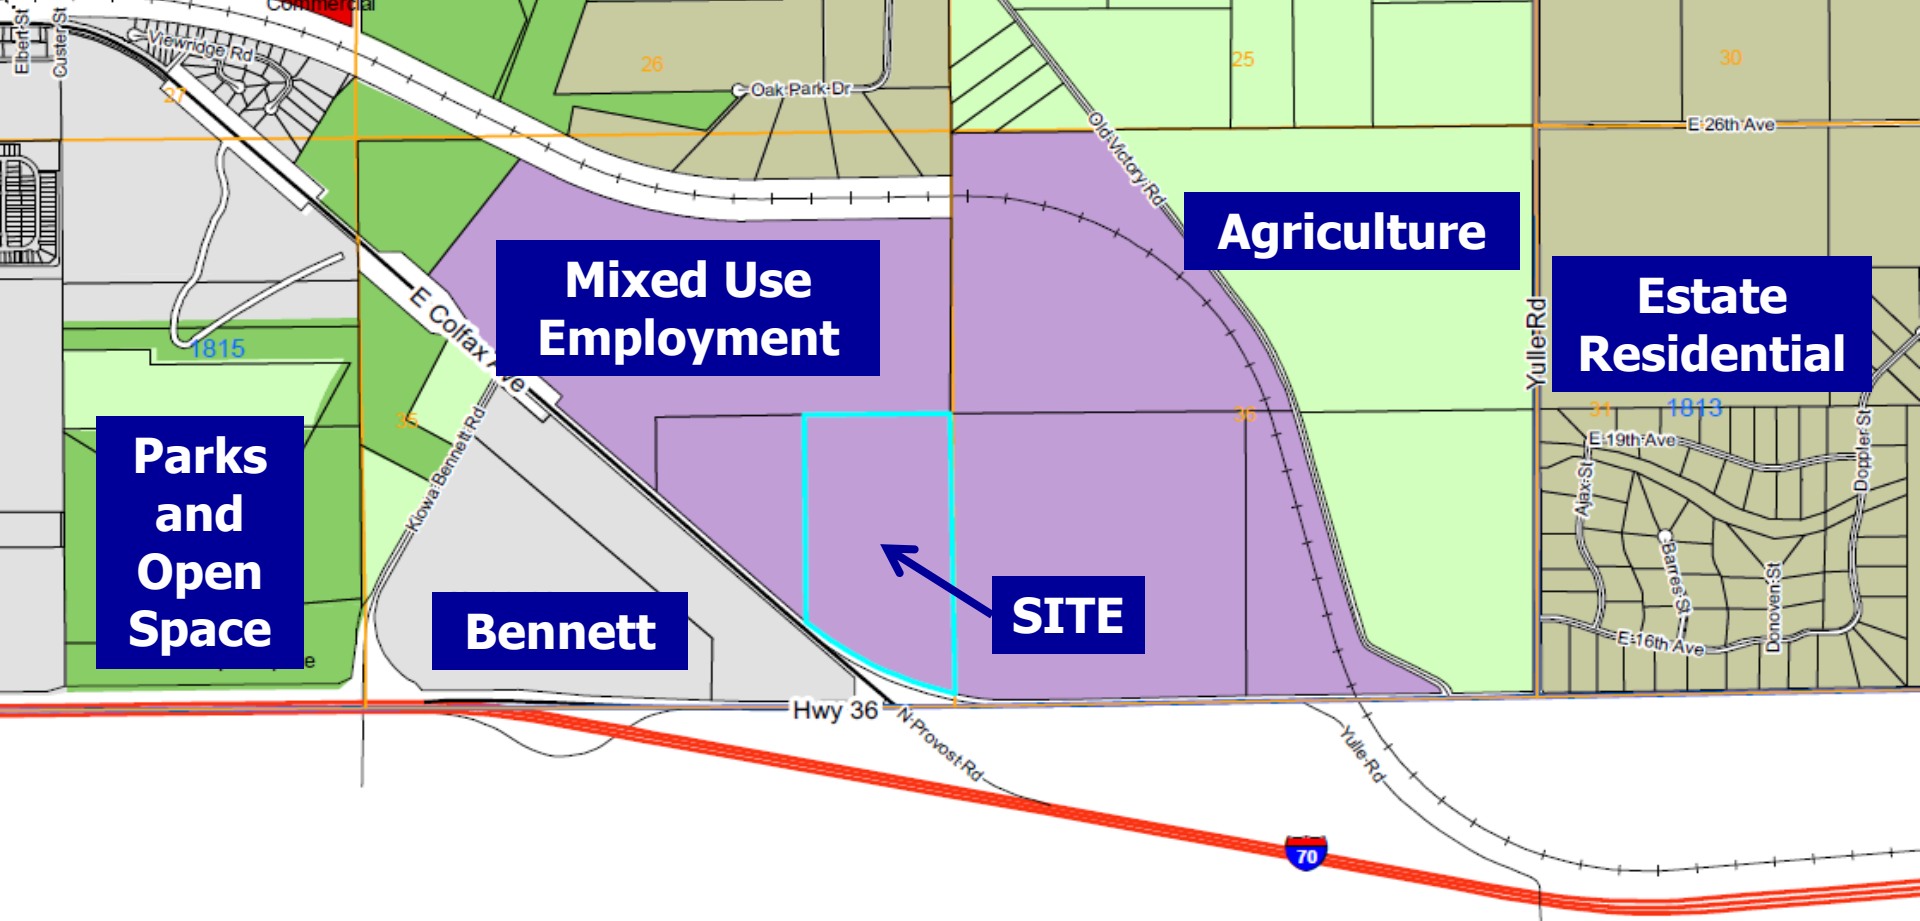 Commercial
Elbert St
Custer St
Viewridge Rd
27
26
25
30
Oak Park Dr
Old Victory Rd
E 26th Ave
Agriculture
Mixed Use
Employment
Estate
Residential
E Colfax Ave
Yulle Rd
1815
35
36
31
1813
Parks
and
Open
Space
Kiowa Bennett Rd
E 19th Ave
Ajax St
Doppler St
Barres St
Donoven St
E 16th Ave
SITE
Bennett
Hwy 36
N Provost Rd
Yulle Rd
70